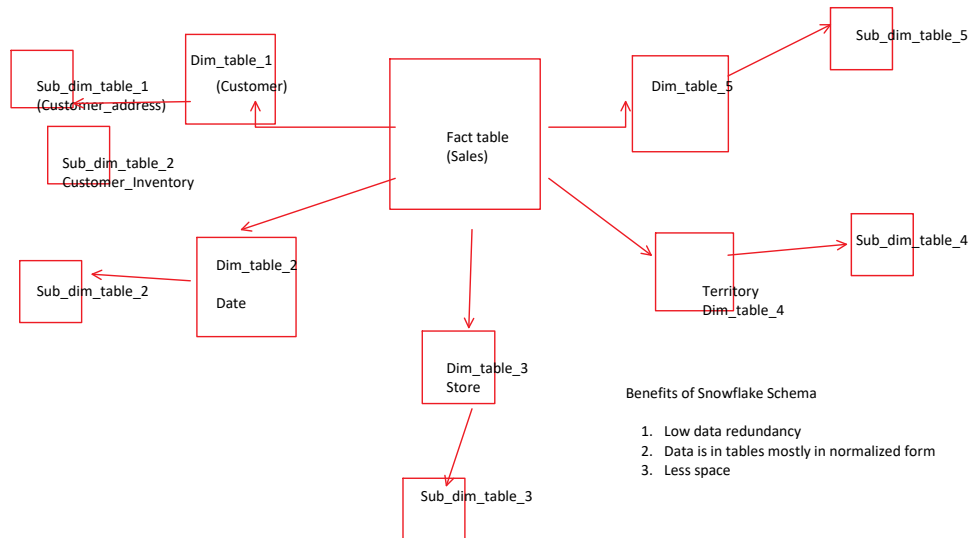 Sub_dim_table_1
(Customer_address)
Sub_dim_table_2
Customer_Inventory
Dim_table_1
(Customer)
Fact table
(Sales)
Dim_table_5
Sub_dim_table_5
Sub_dim_table_2
Dim_table_2
Date
Dim_table_3
Store
Sub_dim_table_3
Territory
Dim_table_4
Sub_dim_table_4
Benefits of Snowflake Schema
1. Low data redundancy
2. Data is in tables mostly in normalized form
3. Less space